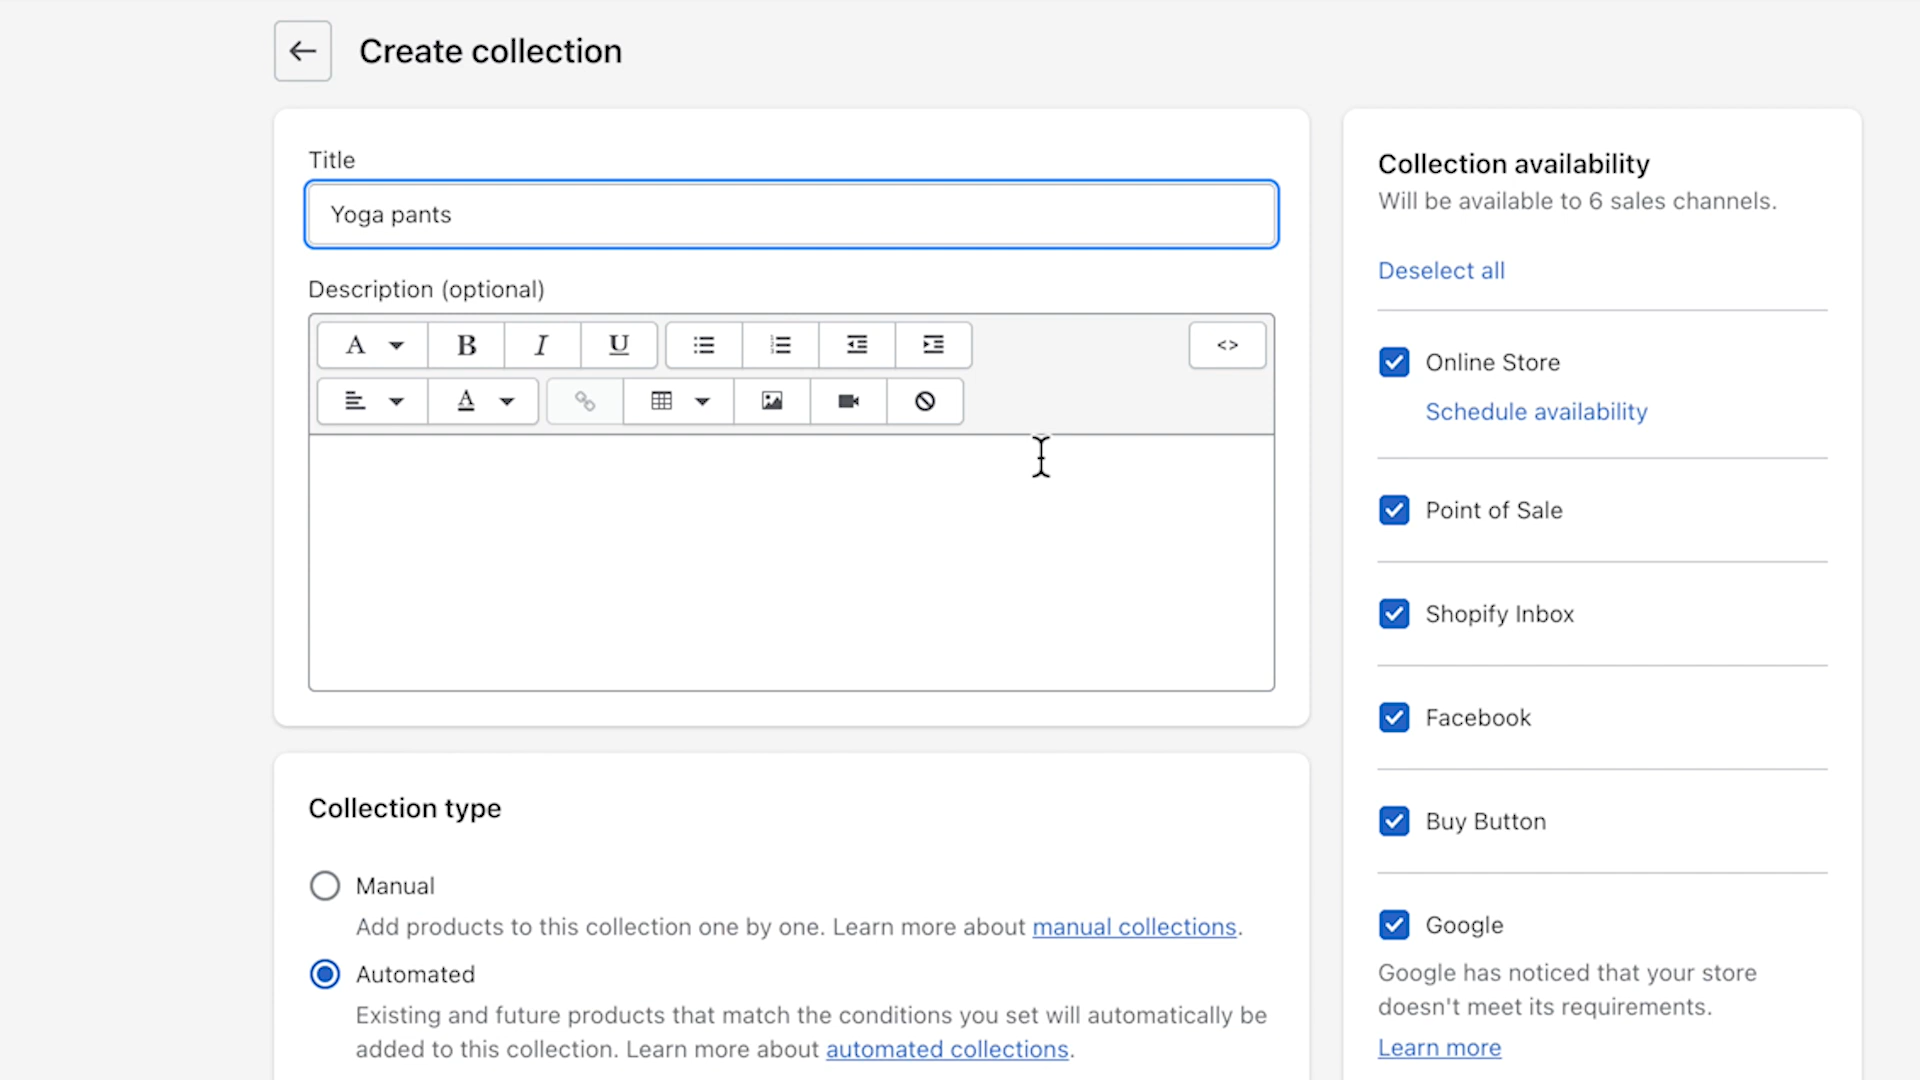 Create collection
Title
Yoga pants
Description (optional)
A B I U <>
A
Collection type
Manual
Add products to this collection one by one. Learn more about manual collections.
Automated
Existing and future products that match the conditions you set will automatically be
added to this collection. Learn more about automated collections.
Collection availability
Will be available to 6 sales channels.
Deselect all
Online Store
Schedule availability
Point of Sale
Shopify Inbox
Facebook
Buy Button
Google
Google has noticed that your store
doesn't meet its requirements.
Learn more